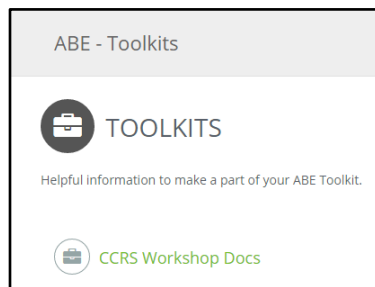 ABE - Toolkits
TOOLKITS
Helpful information to make a part of your ABE Toolkit.
CCRS Workshop Docs